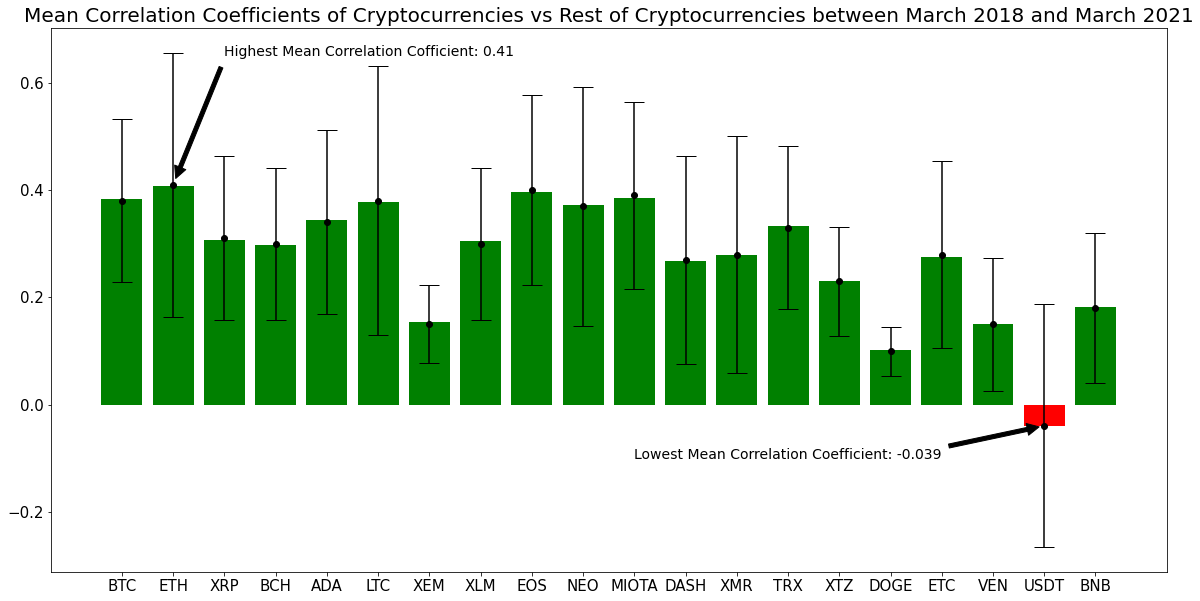 Mean Correlation Coefficients of Cryptocurrencies vs Rest of Cryptocurrencies between March 2018 and March 2021
Highest Mean Correlation Cofficient: 0.41
0.6
0.4
0.2
0.0
Lowest Mean Correlation Coefficient: -0.039
−0.2
BTC ETH XRP BCH ADA LTC XEM XLM EOS NEO MIOTA DASH XMR TRX XTZ DOGE ETC VEN USDT BNB